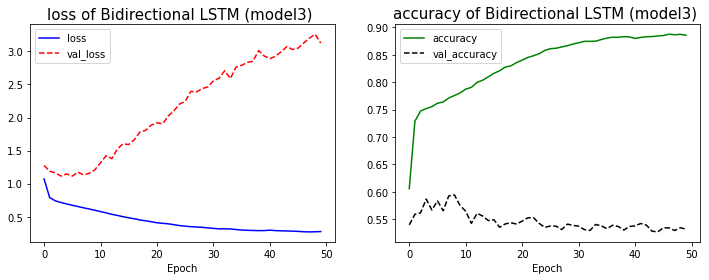 loss of Bidirectional LSTM (model3)
loss
val_loss
3.0
2.5
2.0
1.5
1.0
0.5
0 10 20 30 40 50
Epoch
accuracy of Bidirectional LSTM (model3)
accuracy
val_accuracy
0.90
0.85
0.80
0.75
0.70
0.65
0.60
0.55
0 10 20 30 40 50
Epoch